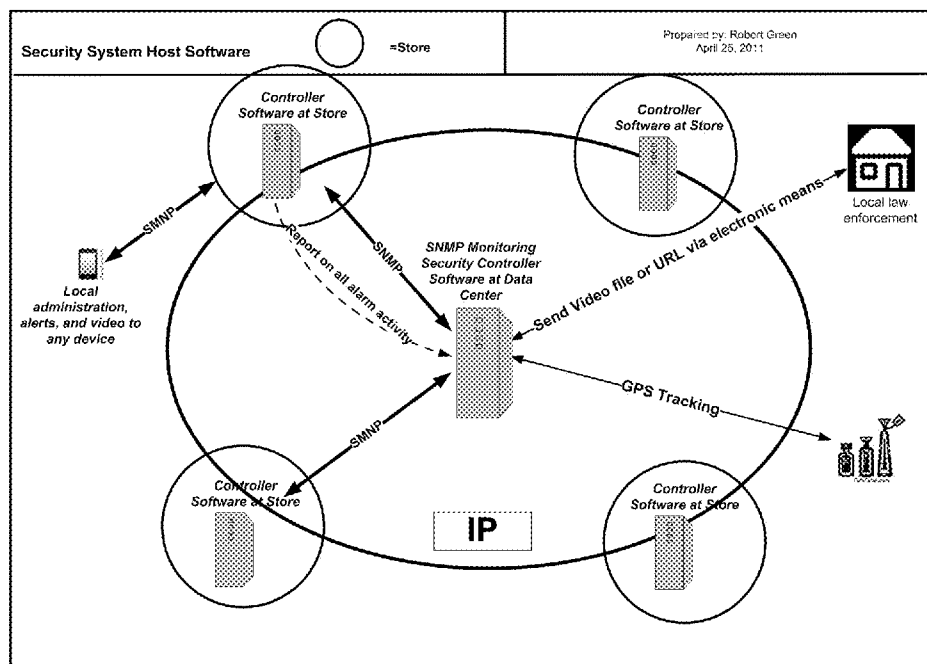 Security System Host Software
=Store
Prepared by: Robert Green
April 25, 2011
Controller
Software at Store
Controller
Software at Store
Local law
enforcement
SMNP
SNMP
Report on all alarm activity
SNMP Monitoring
Security Controller
Software at Data
Center
Send Video file or URL via electronic means
Local
administration,
alerts, and video to
any device
GPS Tracking
SMNP
Controller
Software at Store
Controller
Software at Store
IP